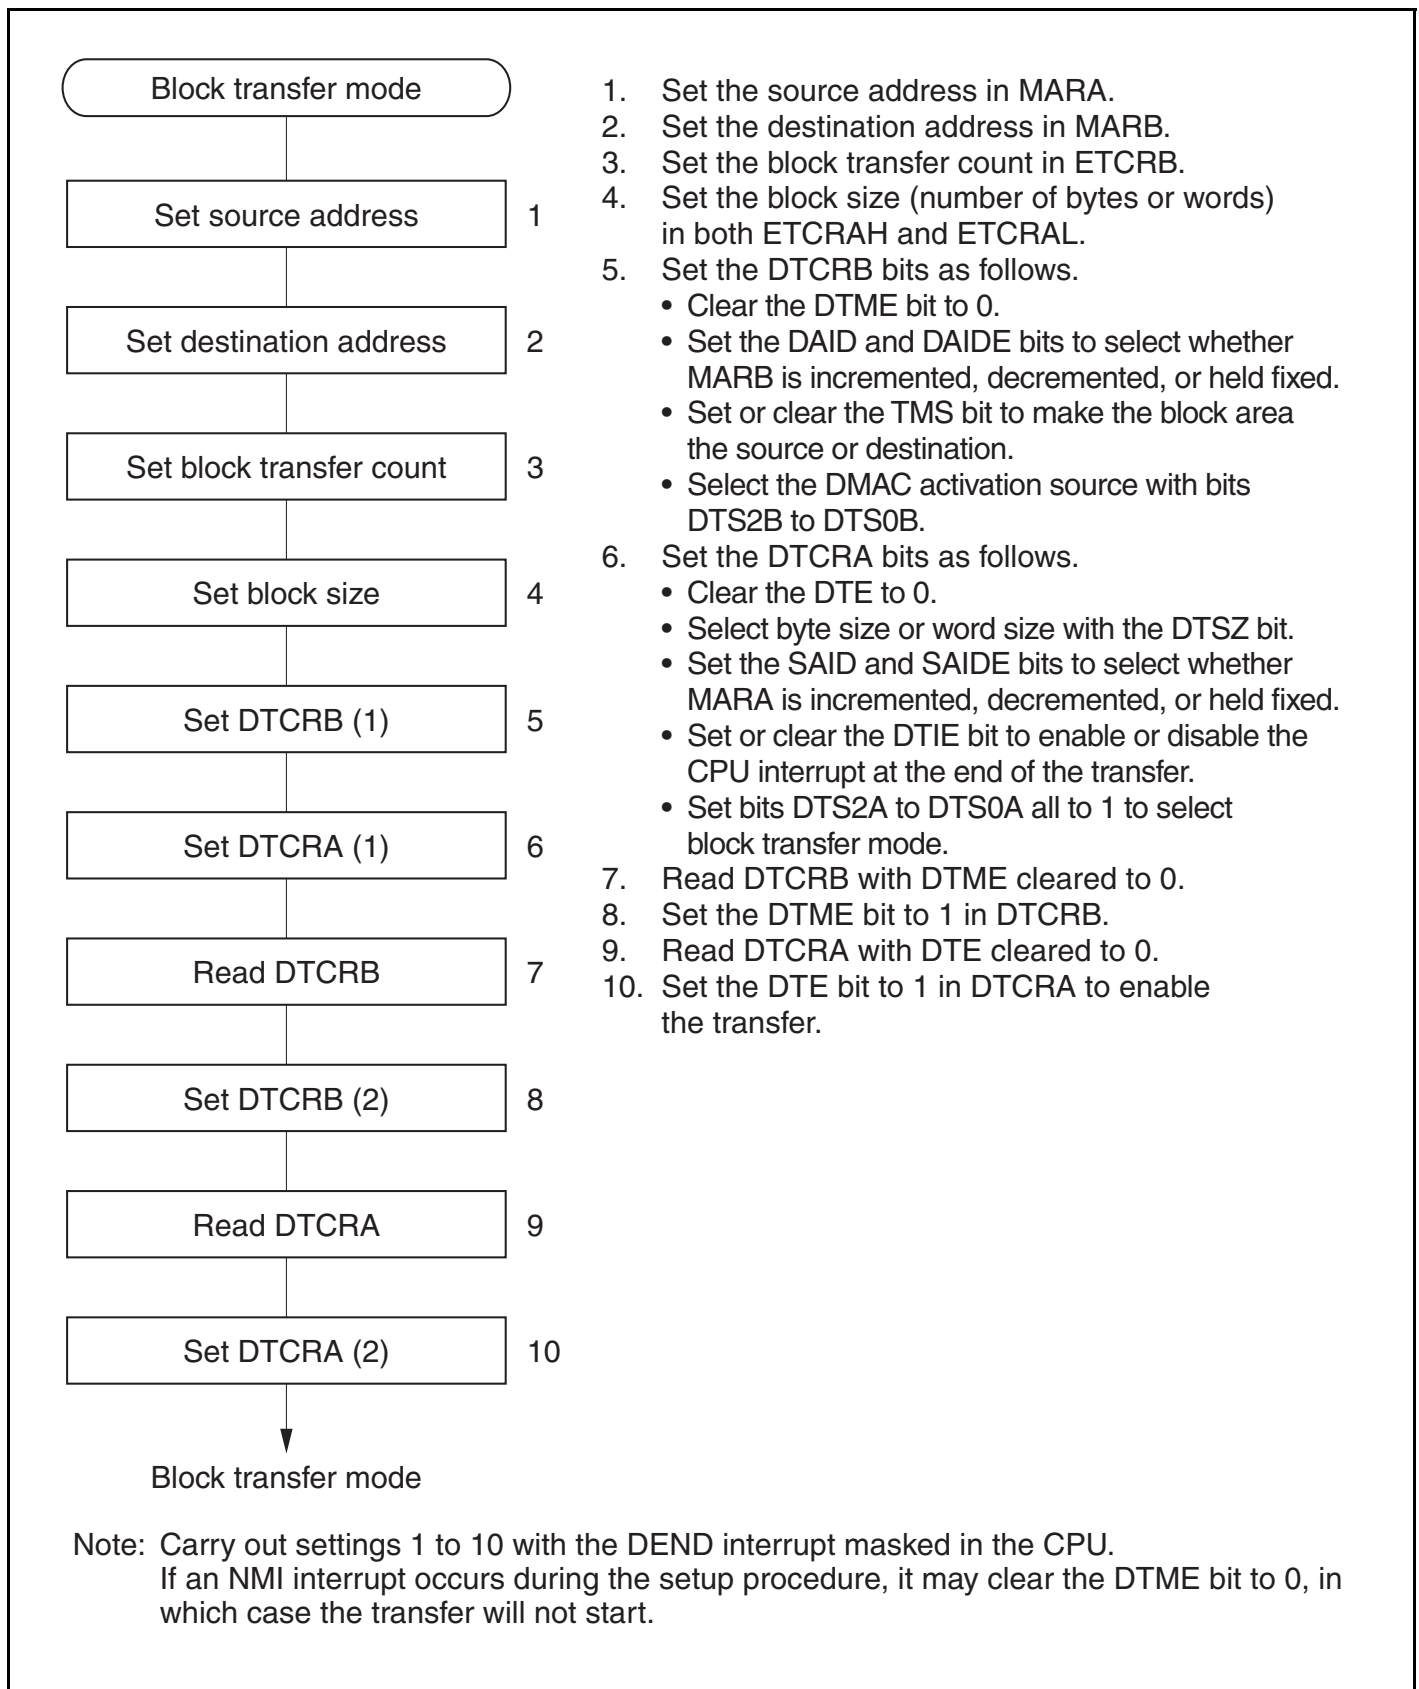 Block transfer mode
Set source address 1
Set destination address 2
Set block transfer count 3
Set block size 4
Set DTCRB (1) 5
Set DTCRA (1) 6
Read DTCRB 7
Set DTCRB (2) 8
Read DTCRA 9
Set DTCRA (2) 10
Block transfer mode
1. Set the source address in MARA.
2. Set the destination address in MARB.
3. Set the block transfer count in ETCRB.
4. Set the block size (number of bytes or words)
in both ETCRAH and ETCRAL.
5. Set the DTCRB bits as follows.
• Clear the DTME bit to 0.
• Set the DAID and DAIDE bits to select whether
MARB is incremented, decremented, or held fixed.
• Set or clear the TMS bit to make the block area
the source or destination.
• Select the DMAC activation source with bits
DTS2B to DTS0B.
6. Set the DTCRA bits as follows.
• Clear the DTE to 0.
• Select byte size or word size with the DTSZ bit.
• Set the SAID and SAIDE bits to select whether
MARA is incremented, decremented, or held fixed.
• Set or clear the DTIE bit to enable or disable the
CPU interrupt at the end of the transfer.
• Set bits DTS2A to DTS0A all to 1 to select
block transfer mode.
7. Read DTCRB with DTME cleared to 0.
8. Set the DTME bit to 1 in DTCRB.
9. Read DTCRA with DTE cleared to 0.
10. Set the DTE bit to 1 in DTCRA to enable
the transfer.
Note: Carry out settings 1 to 10 with the DEND interrupt masked in the CPU.
If an NMI interrupt occurs during the setup procedure, it may clear the DTME bit to 0, in
which case the transfer will not start.